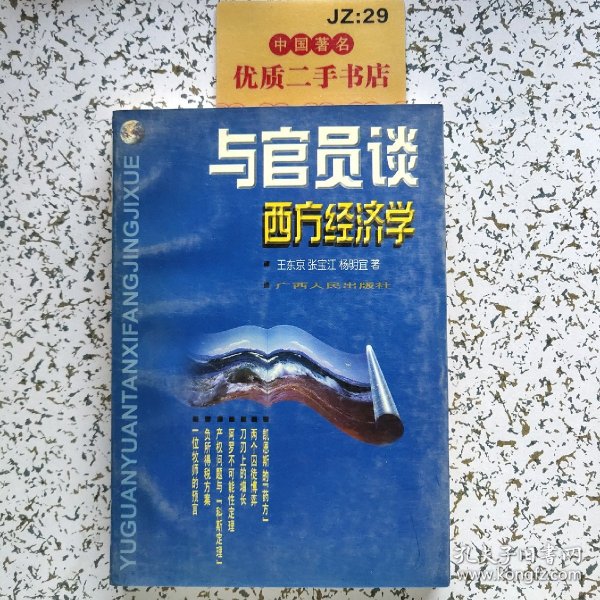 JZ:29
中国著名
优质二手书店
YUGUANYUANTANXIFANGJINGJIXUE
与官员谈
西方经济学
王东京 张宝江 杨明宜 著
广西人民出版社
凯恩斯的“药方”
两个囚徒博弈
刀刃上的增长
阿罗不可能性定理
产权问题与「科斯定理」
负所得税方案
一位牧师的预言
孔夫子旧书网
kongfz.com